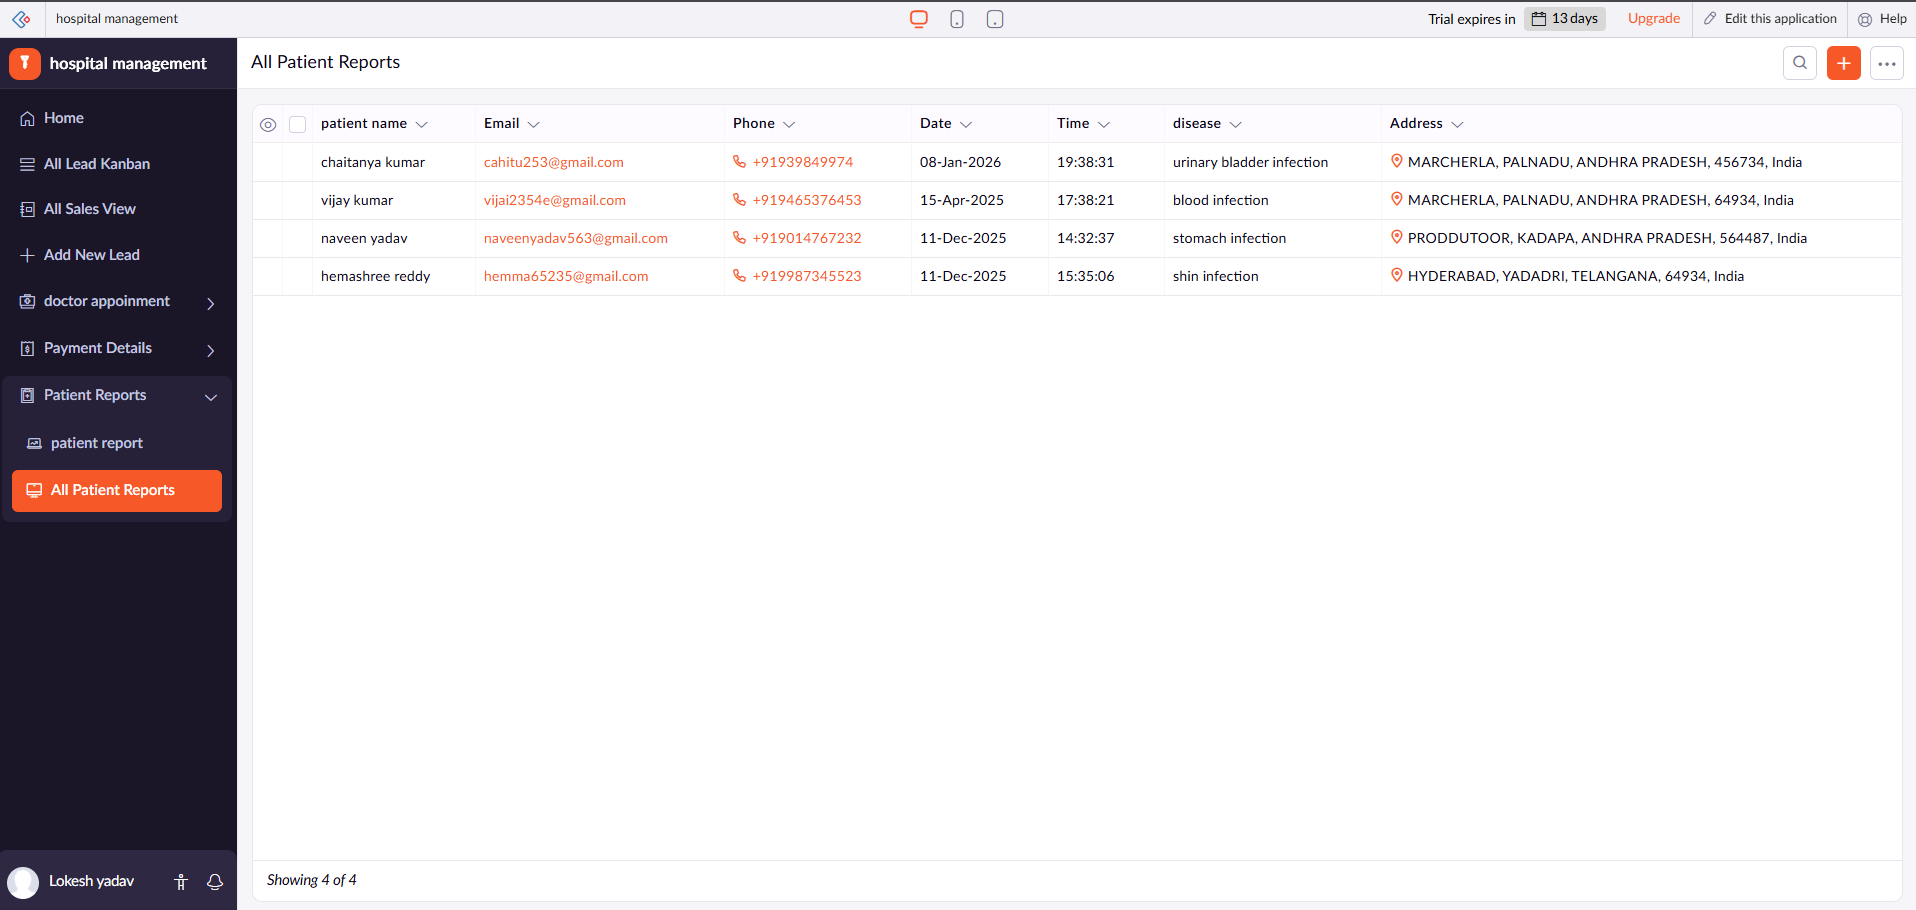 hospital management
Trial expires in 13 days Upgrade Edit this application Help
hospital management
All Patient Reports
Home
All Lead Kanban
All Sales View
Add New Lead
doctor appoinment
Payment Details
Patient Reports
patient report
All Patient Reports
patient name Email Phone Date Time disease Address
chaitanya kumar cahitu253@gmail.com +91939849974 08-Jan-2026 19:38:31 urinary bladder infection MARCHERLA, PALNADU, ANDHRA PRADESH, 456734, India
vijay kumar vijai2354e@gmail.com +919465376453 15-Apr-2025 17:38:21 blood infection MARCHERLA, PALNADU, ANDHRA PRADESH, 64934, India
naveen yadav naveenyadav563@gmail.com +919014767232 11-Dec-2025 14:32:37 stomach infection PRODDUTOOR, KADAPA, ANDHRA PRADESH, 564487, India
hemashree reddy hemma65235@gmail.com +919987345523 11-Dec-2025 15:35:06 shin infection HYDERABAD, YADADRI, TELANGANA, 64934, India
Showing 4 of 4
Lokesh yadav